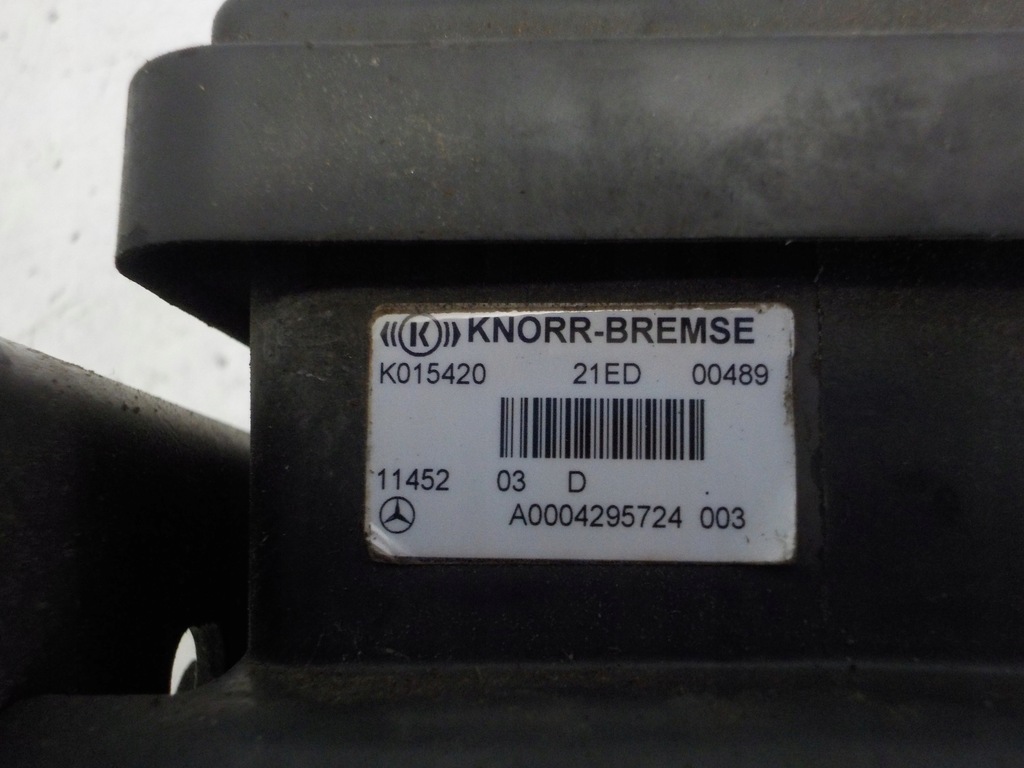 K KNORR-BREMSE
K015420 21ED 00489
11452 03 D
A0004295724 003